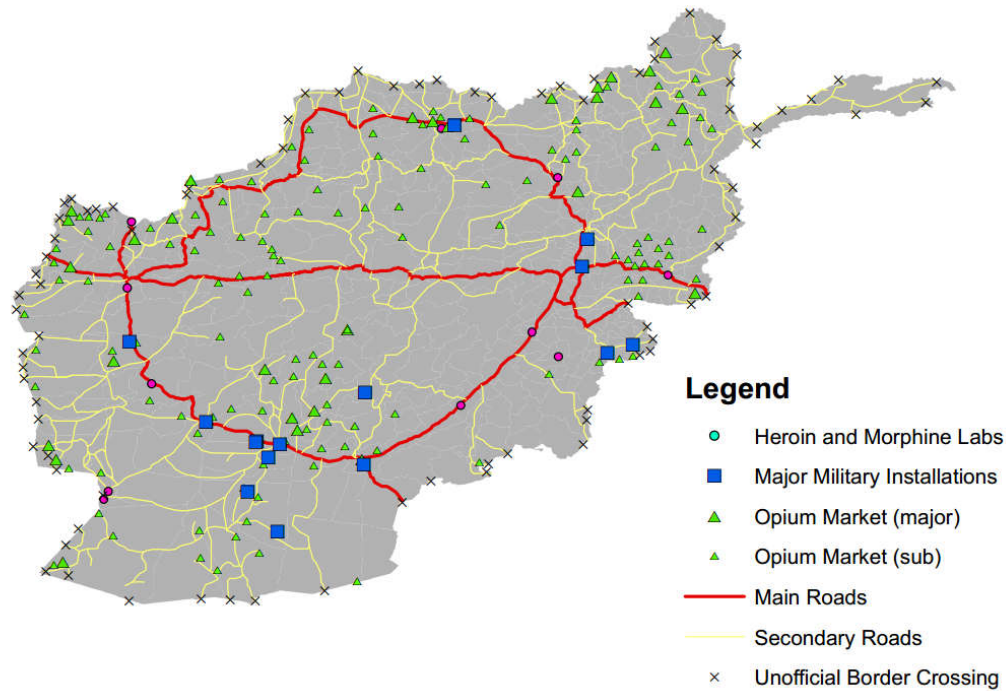 Legend
Heroin and Morphine Labs
Major Military Installations
Opium Market (major)
Opium Market (sub)
Main Roads
Secondary Roads
Unofficial Border Crossing